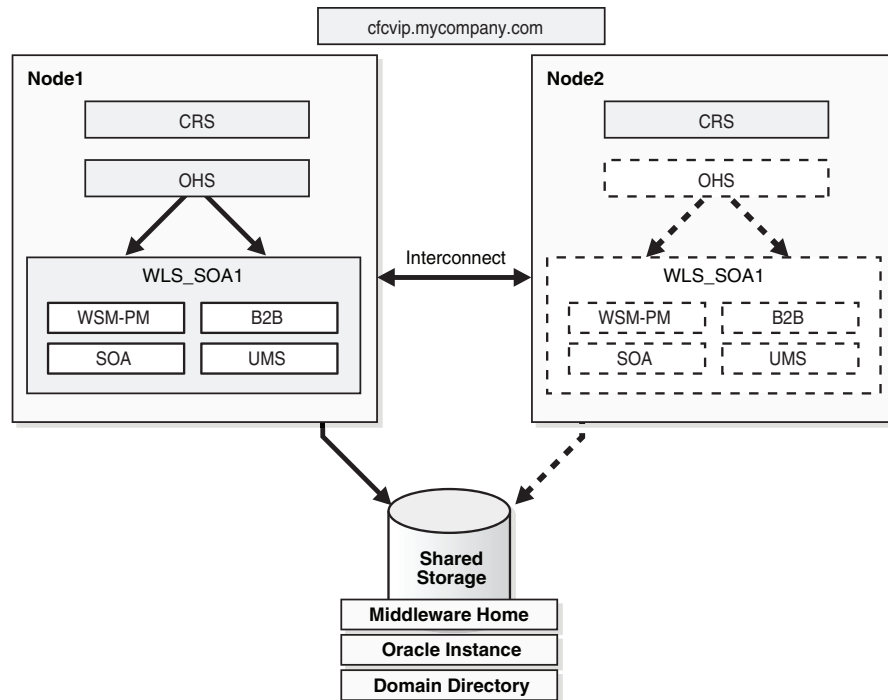 cfcvip.mycompany.com
Node1
CRS
OHS
WLS_SOA1
WSM-PM
B2B
SOA
UMS
Interconnect
Node2
CRS
OHS
WLS_SOA1
WSM-PM
B2B
SOA
UMS
Shared
Storage
Middleware Home
Oracle Instance
Domain Directory